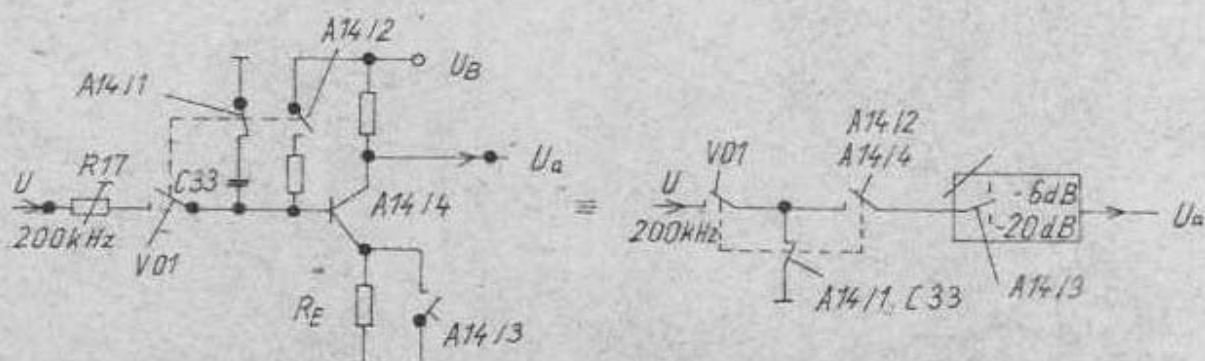 A14/2
U_B
A14/1
R17
U
200kHz
V01
C33
A14/4
U_a
R_E
A14/3
≡
A14/2
A14/4
V01
U
200kHz
-6dB
-20dB
U_a
A14/1, C33
A14/3